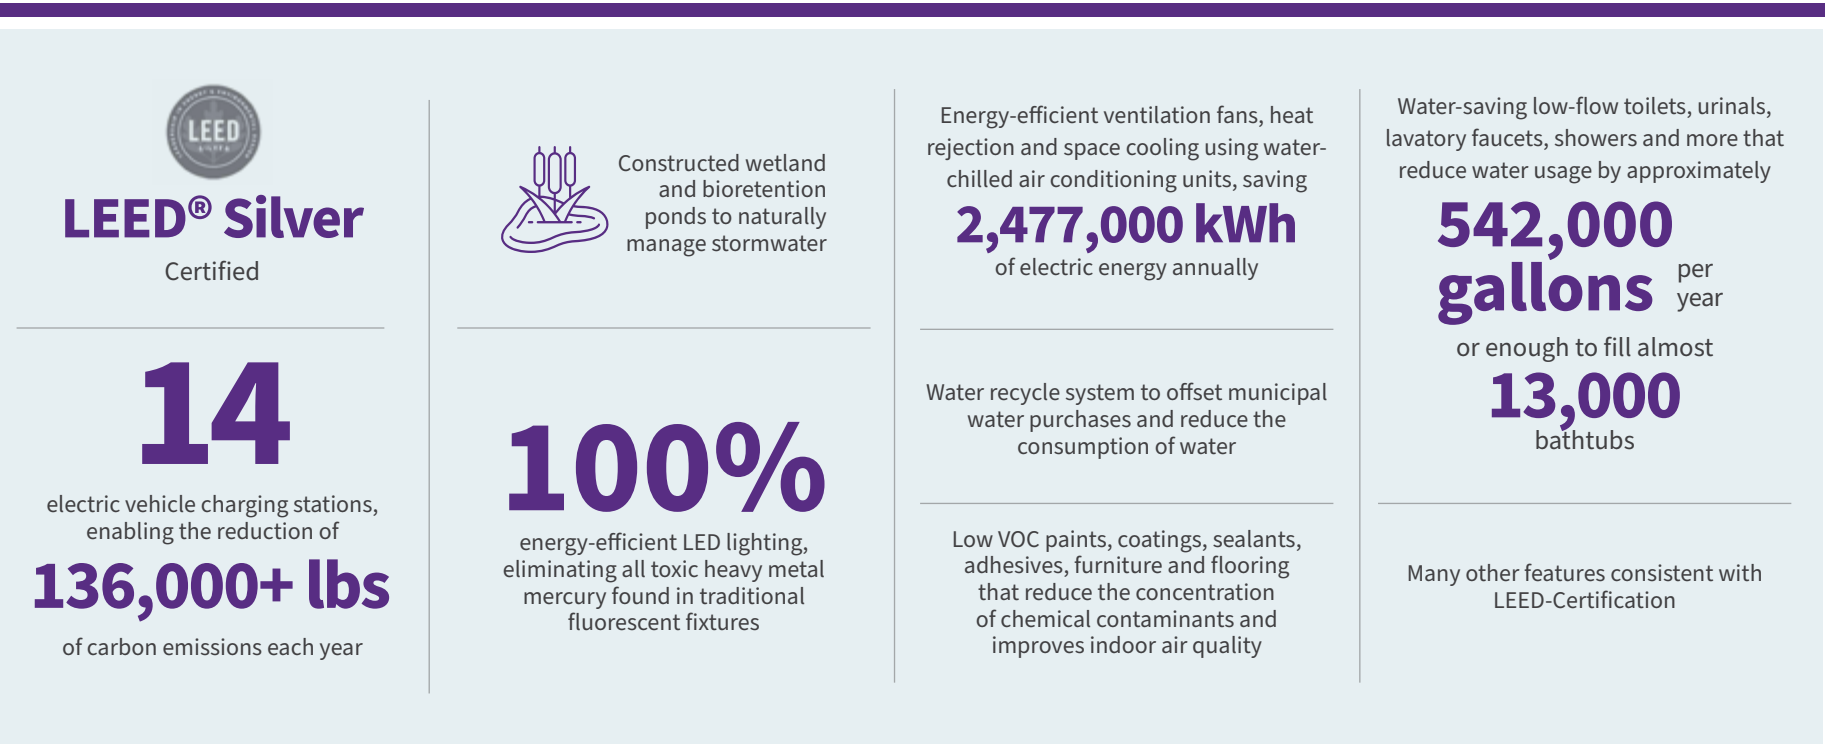 LEED
LEED® Silver
Certified
14
electric vehicle charging stations,
enabling the reduction of
136,000+ lbs
of carbon emissions each year
Constructed wetland
and bioretention
ponds to naturally
manage stormwater
100%
energy-efficient LED lighting,
eliminating all toxic heavy metal
mercury found in traditional
fluorescent fixtures
Energy-efficient ventilation fans, heat
rejection and space cooling using water-
chilled air conditioning units, saving
2,477,000 kWh
of electric energy annually
Water recycle system to offset municipal
water purchases and reduce the
consumption of water
Low VOC paints, coatings, sealants,
adhesives, furniture and flooring
that reduce the concentration
of chemical contaminants and
improves indoor air quality
Water-saving low-flow toilets, urinals,
lavatory faucets, showers and more that
reduce water usage by approximately
542,000
gallons
per
year
or enough to fill almost
13,000
bathtubs
Many other features consistent with
LEED-Certification